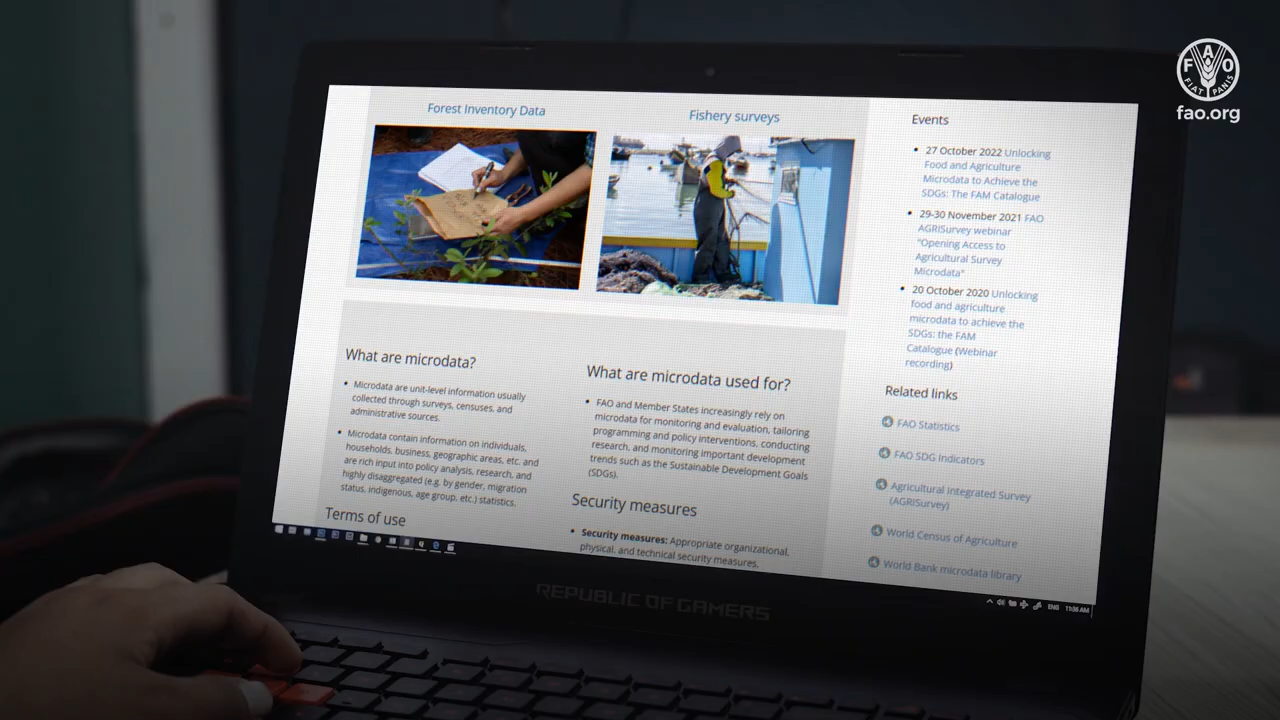 Forest Inventory Data
Fishery surveys
What are microdata?
Microdata are unit-level information usually
collected through surveys, censuses, and
administrative sources.
Microdata contain information on individuals,
households, business, geographic areas, etc. and
are rich input into policy analysis, research, and
highly disaggregated (e.g. by gender, migration
status, indigenous, age group, etc.) statistics.
Terms of use
What are microdata used for?
FAO and Member States increasingly rely on
microdata for monitoring and evaluation, tailoring
programming and policy interventions, conducting
research, and monitoring important development
trends such as the Sustainable Development Goals
(SDGs).
Security measures
Security measures: Appropriate organizational,
physical, and technical security measures,
Events
27 October 2022 Unlocking
Food and Agriculture
Microdata to Achieve the
SDGs: The FAM Catalogue
29-30 November 2021 FAO
AGRISurvey webinar
"Opening Access to
Agricultural Survey
Microdata"
20 October 2020 Unlocking
food and agriculture
microdata to achieve the
SDGs: the FAM
Catalogue (Webinar
recording)
Related links
FAO Statistics
FAO SDG Indicators
Agricultural Integrated Survey
(AGRISurvey)
World Census of Agriculture
World Bank microdata library
ENG
11:08 AM
REPUBLIC OF GAMERS
F A O
FIAT PANIS
fao.org